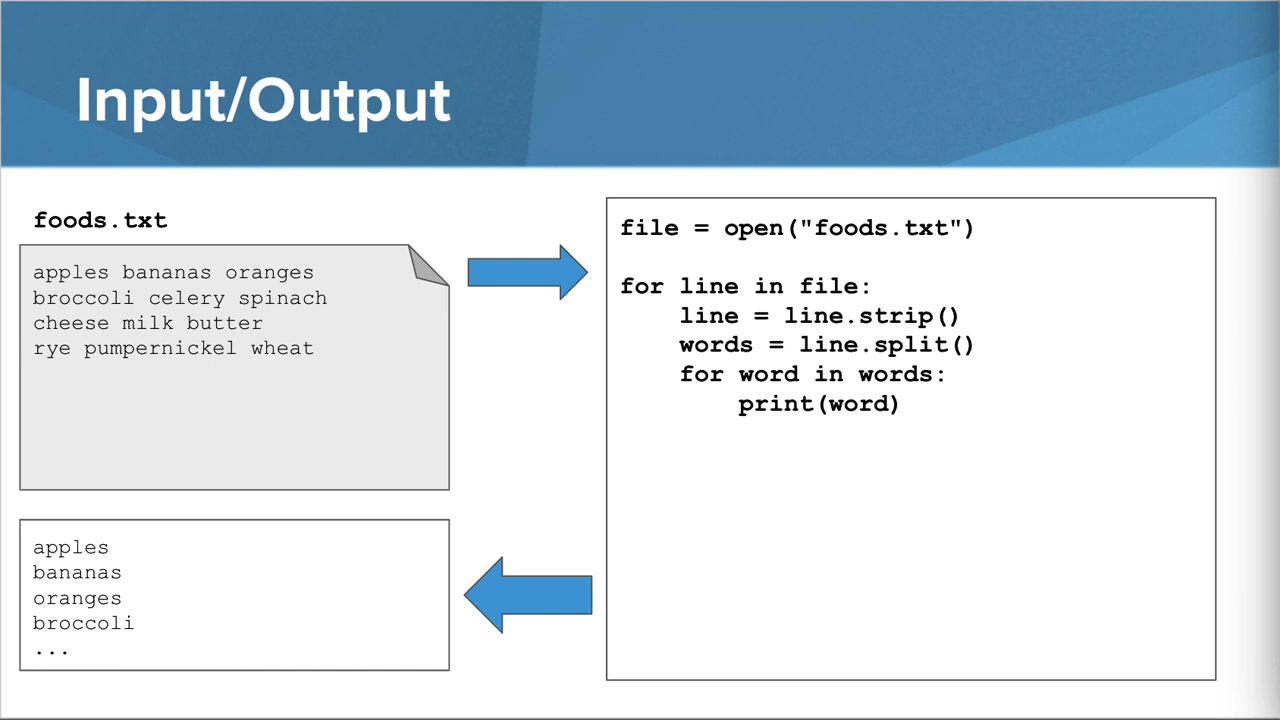 Input/Output
foods.txt
apples bananas oranges
broccoli celery spinach
cheese milk butter
rye pumpernickel wheat
file = open("foods.txt")
for line in file:
    line = line.strip()
    words = line.split()
    for word in words:
        print(word)
apples
bananas
oranges
broccoli
...